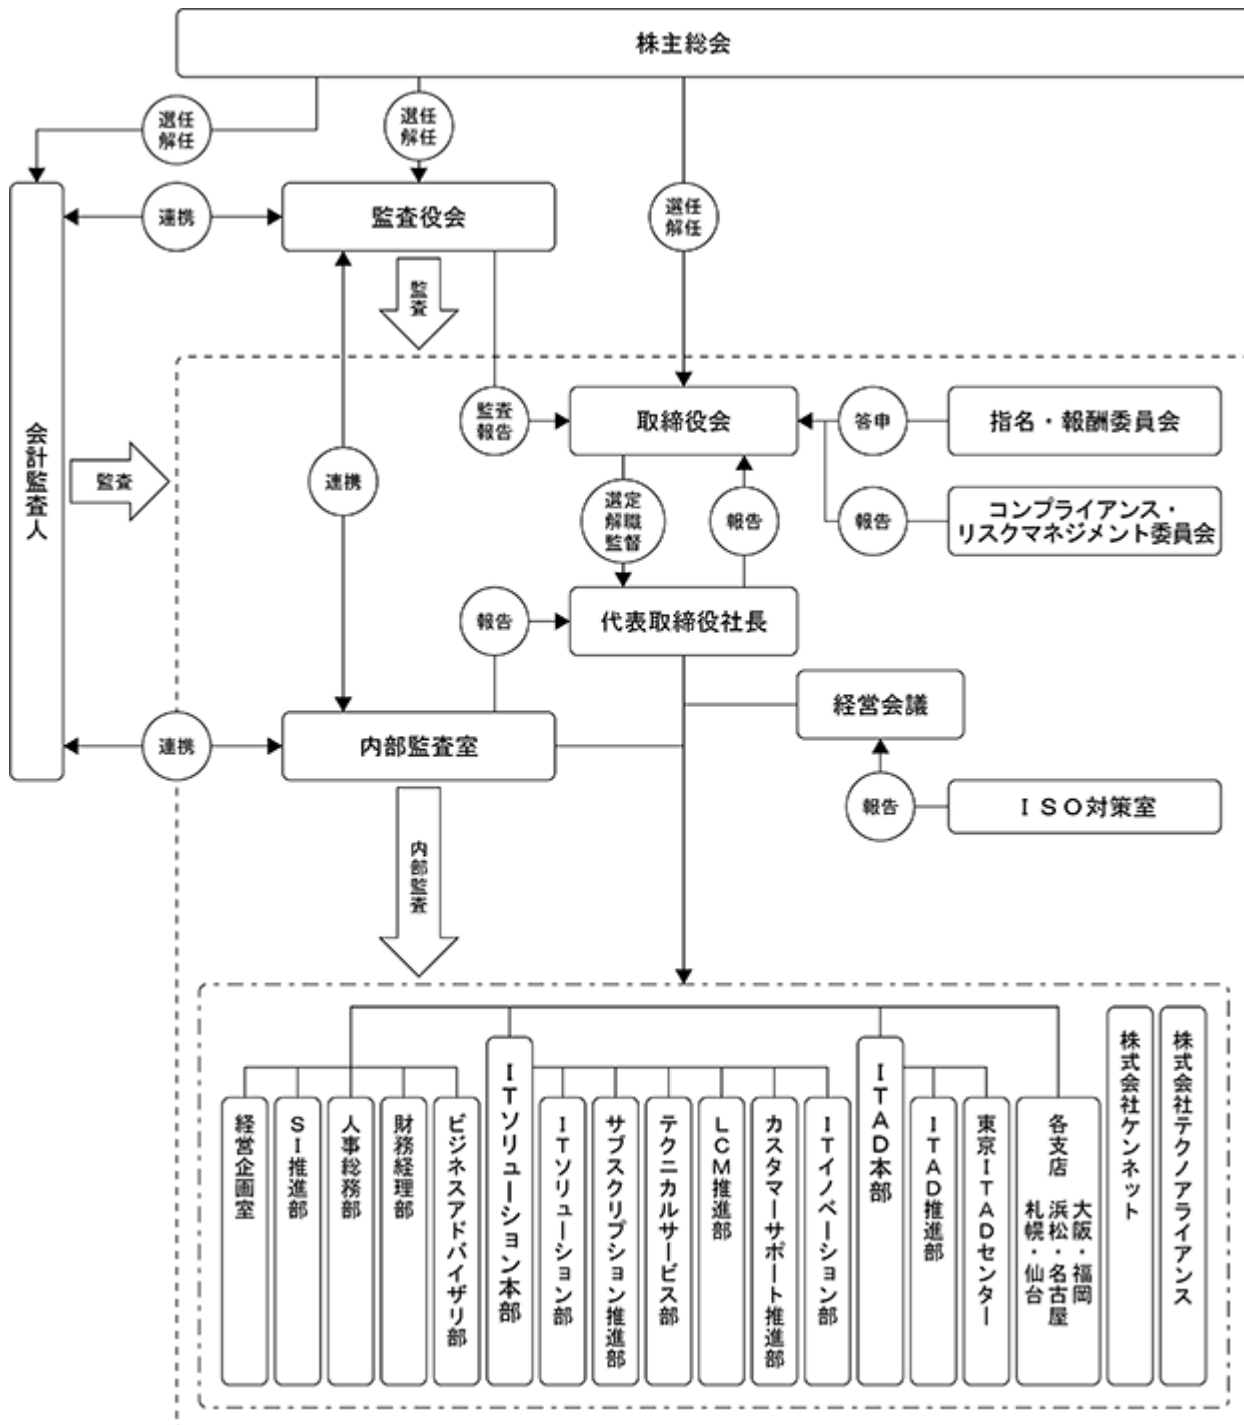 株主総会
選任
解任
選任
解任
選任
解任
連携
監査役会
監査
会計監査人
監査
連携
監査
報告
取締役会
答申
指名・報酬委員会
報告
コンプライアンス・
リスクマネジメント委員会
選定
解職
監督
報告
報告
代表取締役社長
経営会議
連携
内部監査室
報告
ISO対策室
内部監査
経営企画室
SI推進部
人事総務部
財務経理部
ビジネスアドバイザリ部
ITソリューション本部
ITソリューション部
サブスクリプション推進部
テクニカルサービス部
LCM推進部
カスタマーサポート推進部
ITイノベーション部
ITAD本部
ITAD推進部
東京ITADセンター
各支店
大阪・福岡
浜松・名古屋
札幌・仙台
株式会社ケンネット
株式会社テクノアライアンス